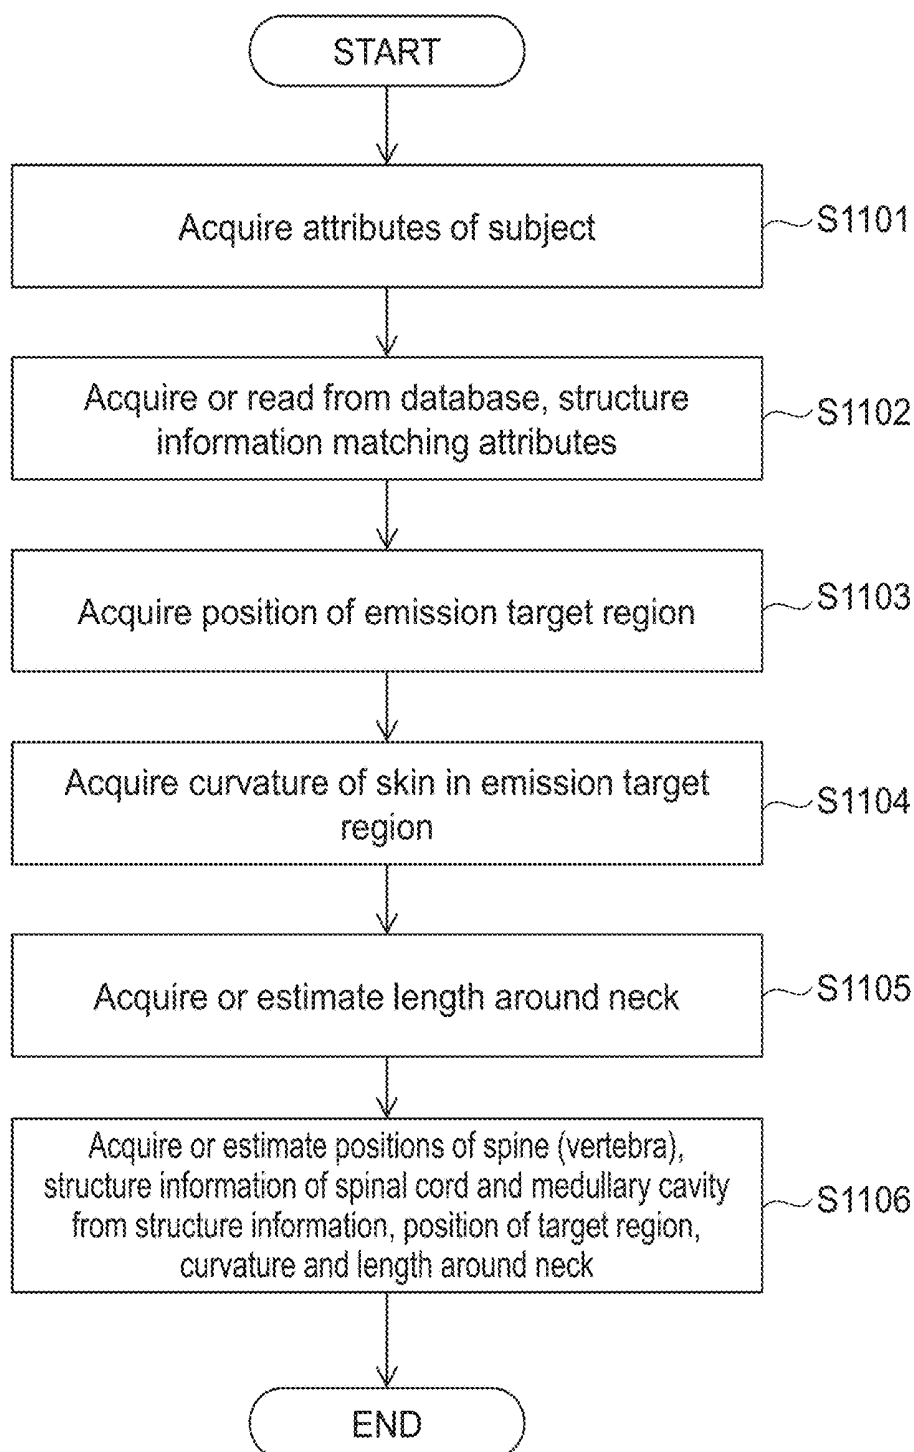 START
Acquire attributes of subject
S1101
Acquire or read from database, structure
information matching attributes
S1102
Acquire position of emission target region
S1103
Acquire curvature of skin in emission target
region
S1104
Acquire or estimate length around neck
S1105
Acquire or estimate positions of spine (vertebra),
structure information of spinal cord and medullary cavity
from structure information, position of target region,
curvature and length around neck
S1106
END